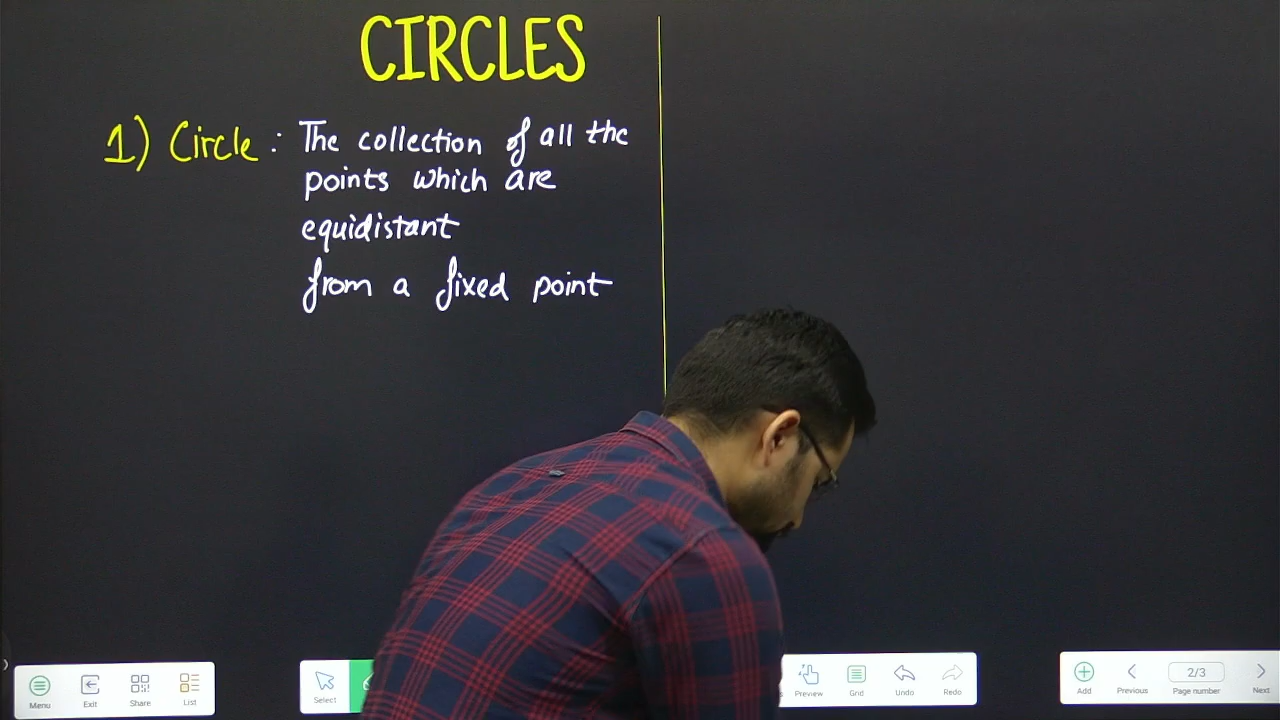 CIRCLES
1) Circle : The collection of all the
points which are
equidistant
from a fixed point
Menu
Exit
Share
List
Select
Preview
Grid
Undo
Redo
Add
Previous
2/3
Page number
Next